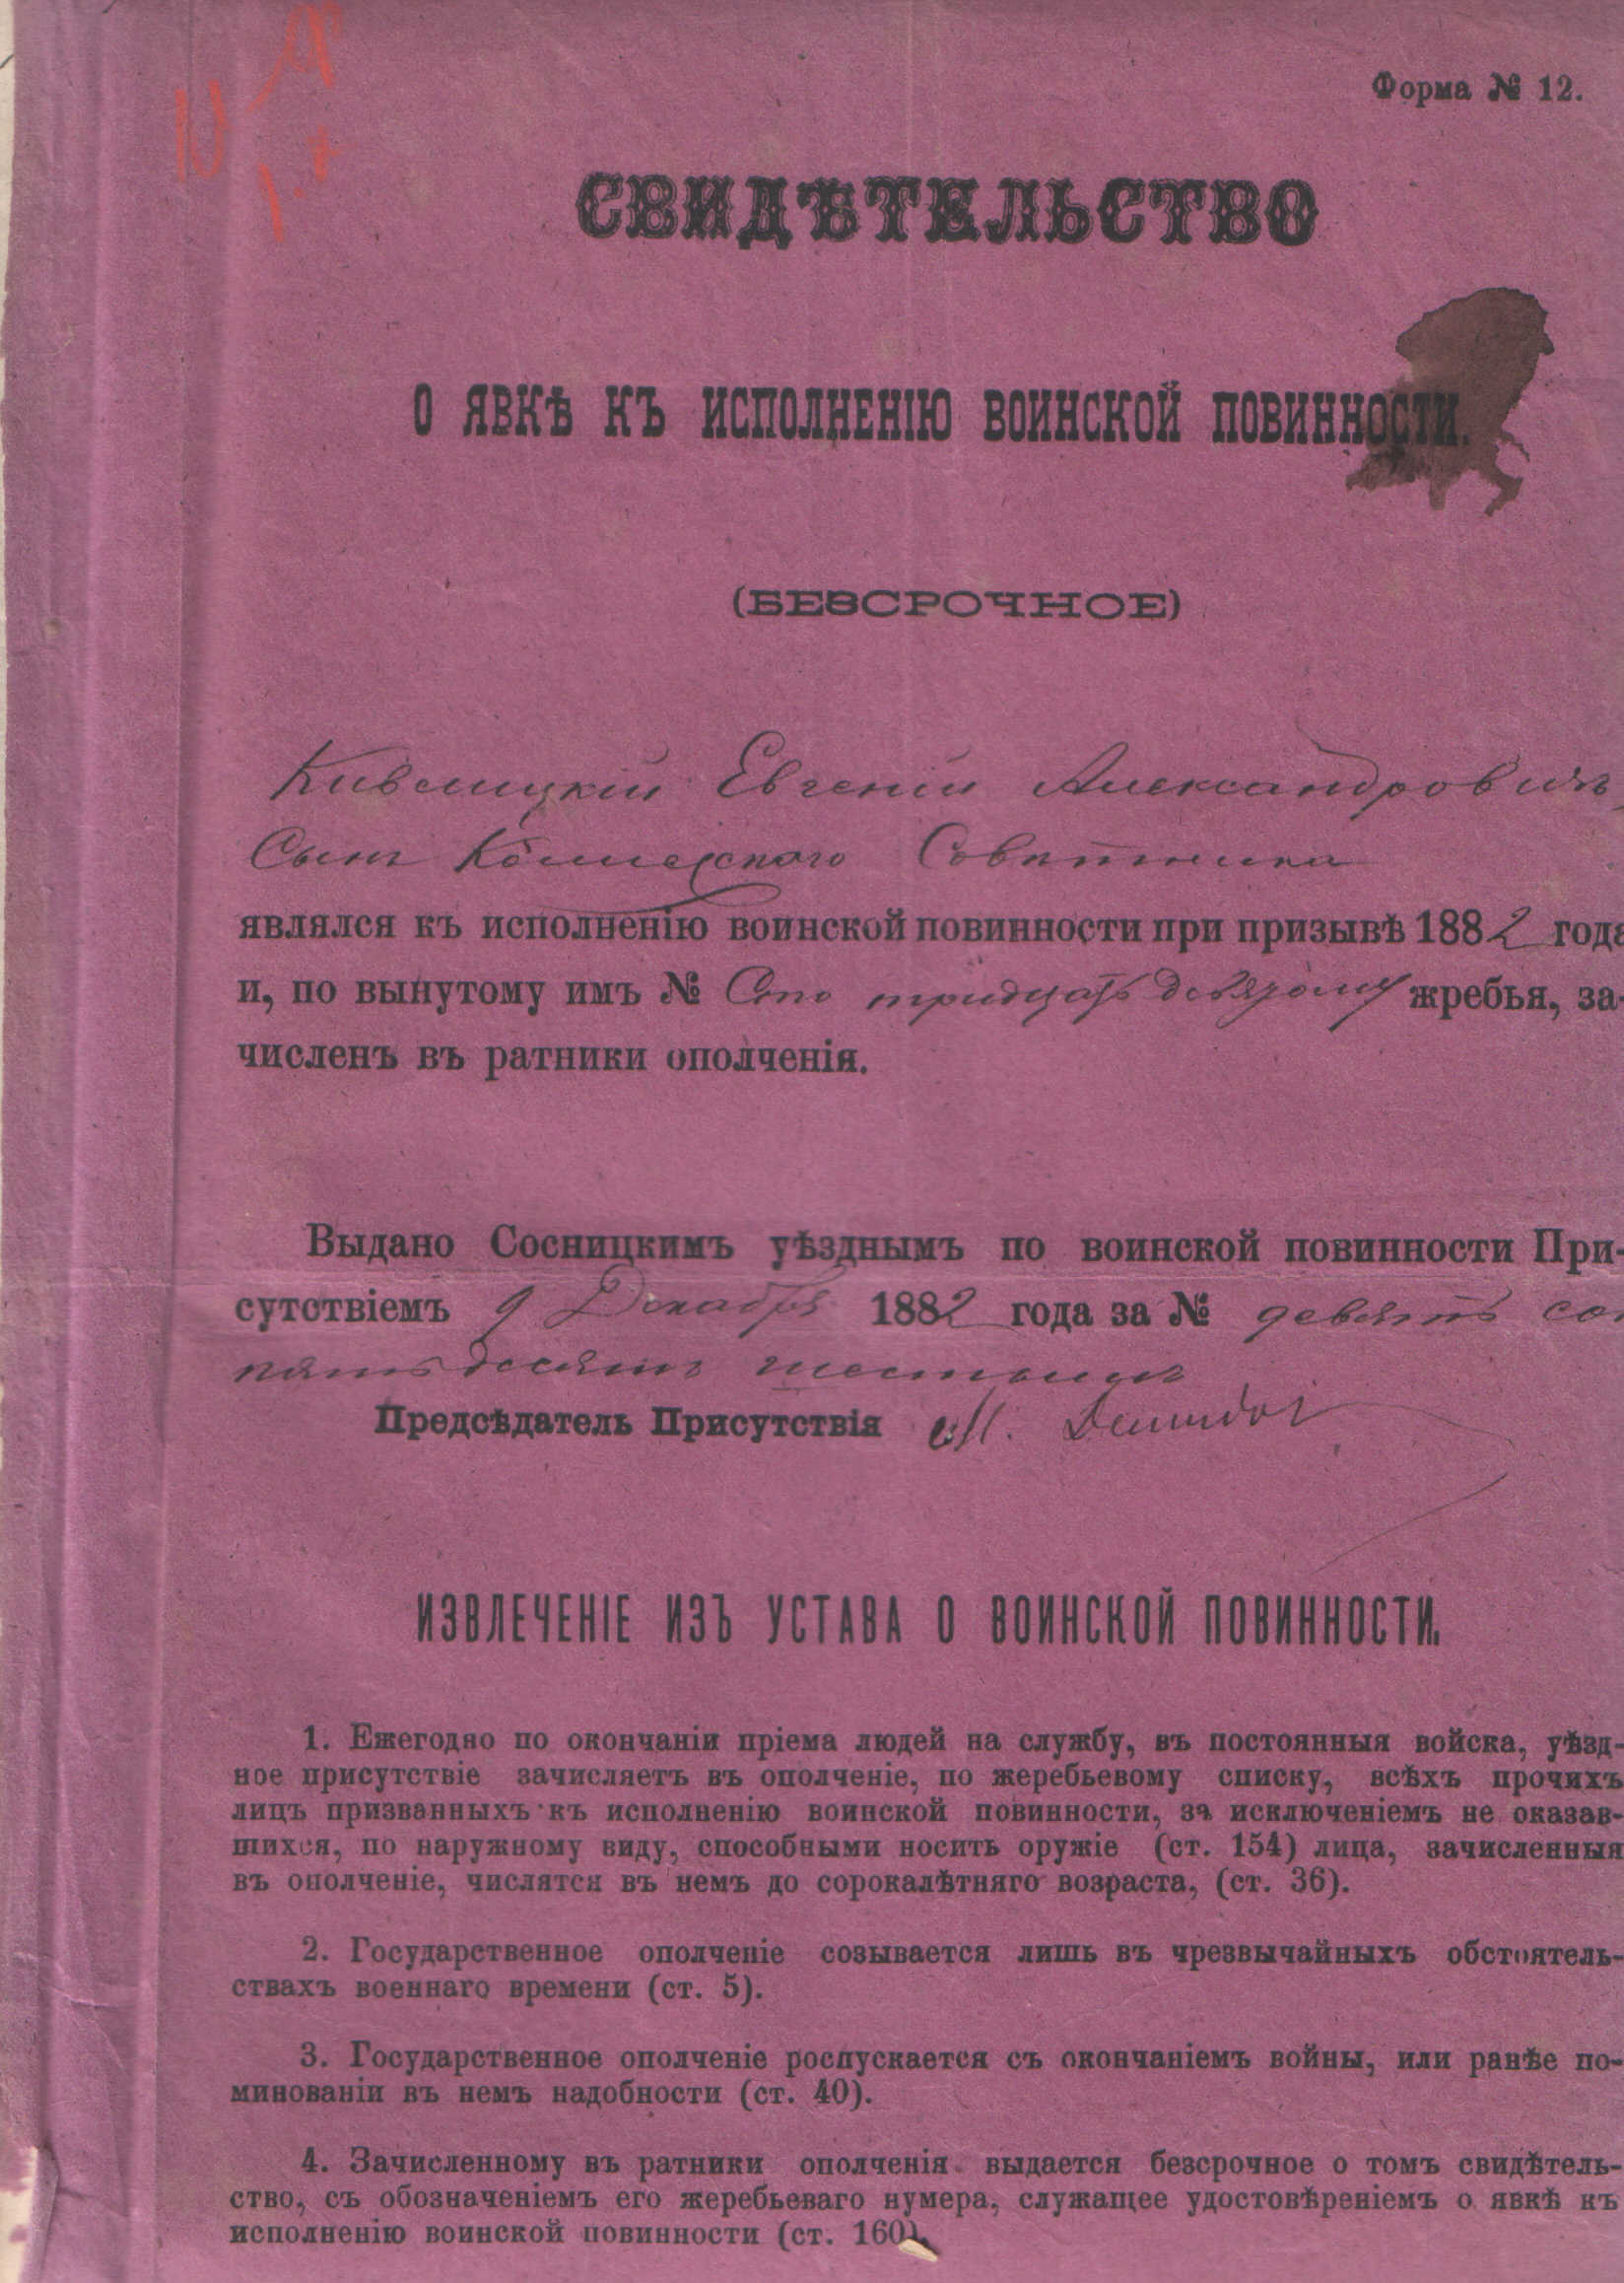 Форма № 12.
СВИДѢТЕЛЬСТВО
О ЯВКѢ КЪ ИСПОЛНЕНІЮ ВОИНСКОЙ ПОВИННОСТИ.
(БЕЗСРОЧНОЕ)
Кивлицкій Евгеній Александровичъ,
Сынъ Коллежскаго Совѣтника
являлся къ исполненію воинской повинности при призывѣ 1882 года
и, по вынутому имъ № Сто тридцать девятому жребья, за-
численъ въ ратники ополченія.
Выдано Сосницкимъ уѣзднымъ по воинской повинности При-
сутствіемъ 9 Декабря 1882 года за № девять сот
пятьдесятъ шестымъ
Предсѣдатель Присутствія М.
ИЗВЛЕЧЕНІЕ ИЗЪ УСТАВА О ВОИНСКОЙ ПОВИННОСТИ.
1. Ежегодно по окончаніи пріема людей на службу, въ постоянныя войска, уѣзд-
ное присутствіе зачисляетъ въ ополченіе, по жеребьевому списку, всѣхъ прочихъ
лицъ призванныхъ къ исполненію воинской повинности, за исключеніемъ не оказав-
шихся, по наружному виду, способными носить оружіе (ст. 154) лица, зачисленныя
въ ополченіе, числятся въ немъ до сорокалѣтняго возраста, (ст. 36).
2. Государственное ополченіе созывается лишь въ чрезвычайныхъ обстоятель-
ствахъ военнаго времени (ст. 5).
3. Государственное ополченіе роспускается съ окончаніемъ войны, или ранѣе по-
минованіи въ немъ надобности (ст. 40).
4. Зачисленному въ ратники ополченія выдается безсрочное о томъ свидѣтель-
ство, съ обозначеніемъ его жеребьеваго нумера, служащее удостовѣреніемъ о явкѣ къ
исполненію воинской повинности (ст. 160).